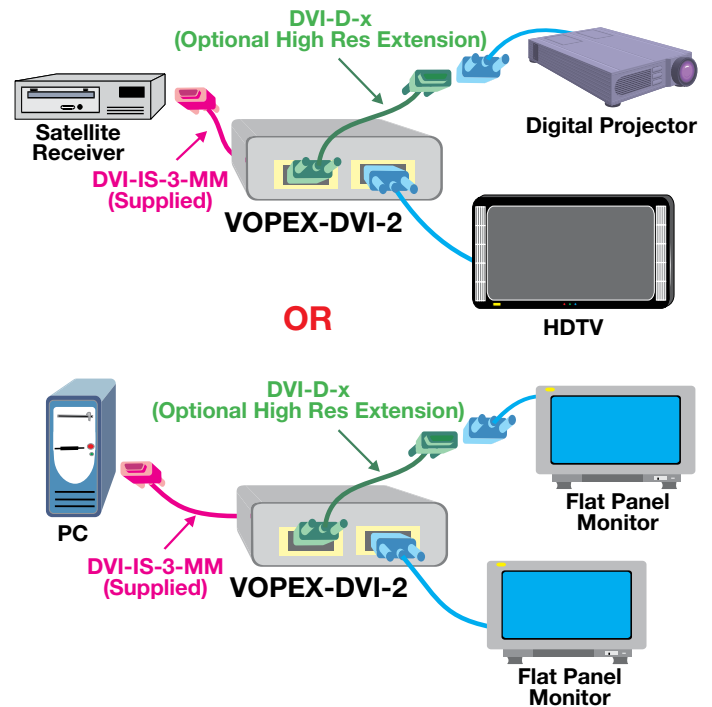 DVI-D-x
(Optional High Res Extension)
Satellite
Receiver
Digital Projector
DVI-IS-3-MM
(Supplied)
VOPEX-DVI-2
HDTV
OR
DVI-D-x
(Optional High Res Extension)
PC
Flat Panel
Monitor
DVI-IS-3-MM
(Supplied)
VOPEX-DVI-2
Flat Panel
Monitor